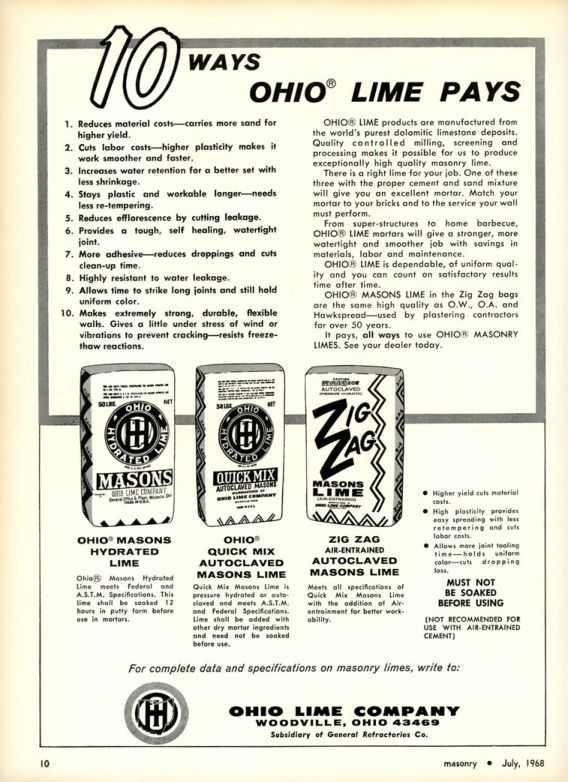 10 WAYS
OHIO® LIME PAYS
1. Reduces material costs—carries more sand for
higher yield.
2. Cuts labor costs—higher plasticity makes it
work smoother and faster.
3. Increases water retention for a better set with
less shrinkage.
4. Stays plastic and workable longer—needs
less re-tempering.
5. Reduces efflorescence by cutting leakage.
6. Provides a tough, self healing, watertight
joint.
7. More adhesive—reduces droppings and cuts
clean-up time.
8. Highly resistant to water leakage.
9. Allows time to strike long joints and still hold
uniform color.
10. Makes extremely strong, durable, flexible
walls. Gives a little under stress of wind or
vibrations to prevent cracking—resists freeze-
thaw reactions.
OHIO® LIME products are manufactured from
the world's purest dolomitic limestone deposits.
Quality controlled milling, screening and
processing makes it possible for us to produce
exceptionally high quality masonry lime.
There is a right lime for your job. One of these
three with the proper cement and sand mixture
will give you an excellent mortar. Match your
mortar to your bricks and to the service your wall
must perform.
From super-structures to home barbecue,
OHIO® LIME mortars will give a stronger, more
watertight and smoother job with savings in
materials, labor and maintenance.
OHIO® LIME is dependable, of uniform qual-
ity and you can count on satisfactory results
time after time.
OHIO® MASONS LIME in the Zig Zag bags
are the same high quality as O.W., O.A. and
Hawkspread—used by plastering contractors
for over 50 years.
It pays, all ways to use OHIO® MASONRY
LIMES. See your dealer today.
50 LBS. NET
OHIO
HYDRATED LIME
MASONS
OHIO LIME COMPANY
MADE IN U.S.A.
50 LBS. NET
OHIO
HYDRATED LIME
QUICK MIX
AUTOCLAVED MASONS
OHIO LIME COMPANY
AUTOCLAVED
ZIG
ZAG
MASONS
LIME
(AIR-ENTRAINED)
OHIO LIME COMPANY
OHIO® MASONS
HYDRATED
LIME
Ohio® Masons Hydrated
Lime meets Federal and
A.S.T.M. Specifications. This
lime shall be soaked 12
hours in putty form before
use in mortars.
OHIO®
QUICK MIX
AUTOCLAVED
MASONS LIME
Quick Mix Masons Lime is
pressure hydrated or auto-
claved and meets A.S.T.M.
and Federal Specifications.
Lime shall be added with
other dry mortar ingredients
and need not be soaked
before use.
ZIG ZAG
AIR-ENTRAINED
AUTOCLAVED
MASONS LIME
Meets all specifications of
Quick Mix Masons Lime
with the addition of Air-
entrainment for better work-
ability.
• Higher yield cuts material
costs.
• High plasticity provides
easy spreading with less
retempering and cuts
labor costs.
• Allows more joint tooling
time—holds uniform
color—cuts dropping
loss.
MUST NOT
BE SOAKED
BEFORE USING
(NOT RECOMMENDED FOR
USE WITH AIR-ENTRAINED
CEMENT)
For complete data and specifications on masonry limes, write to:
OHIO LIME COMPANY
WOODVILLE, OHIO 43469
Subsidiary of General Refractories Co.
10
masonry • July, 1968